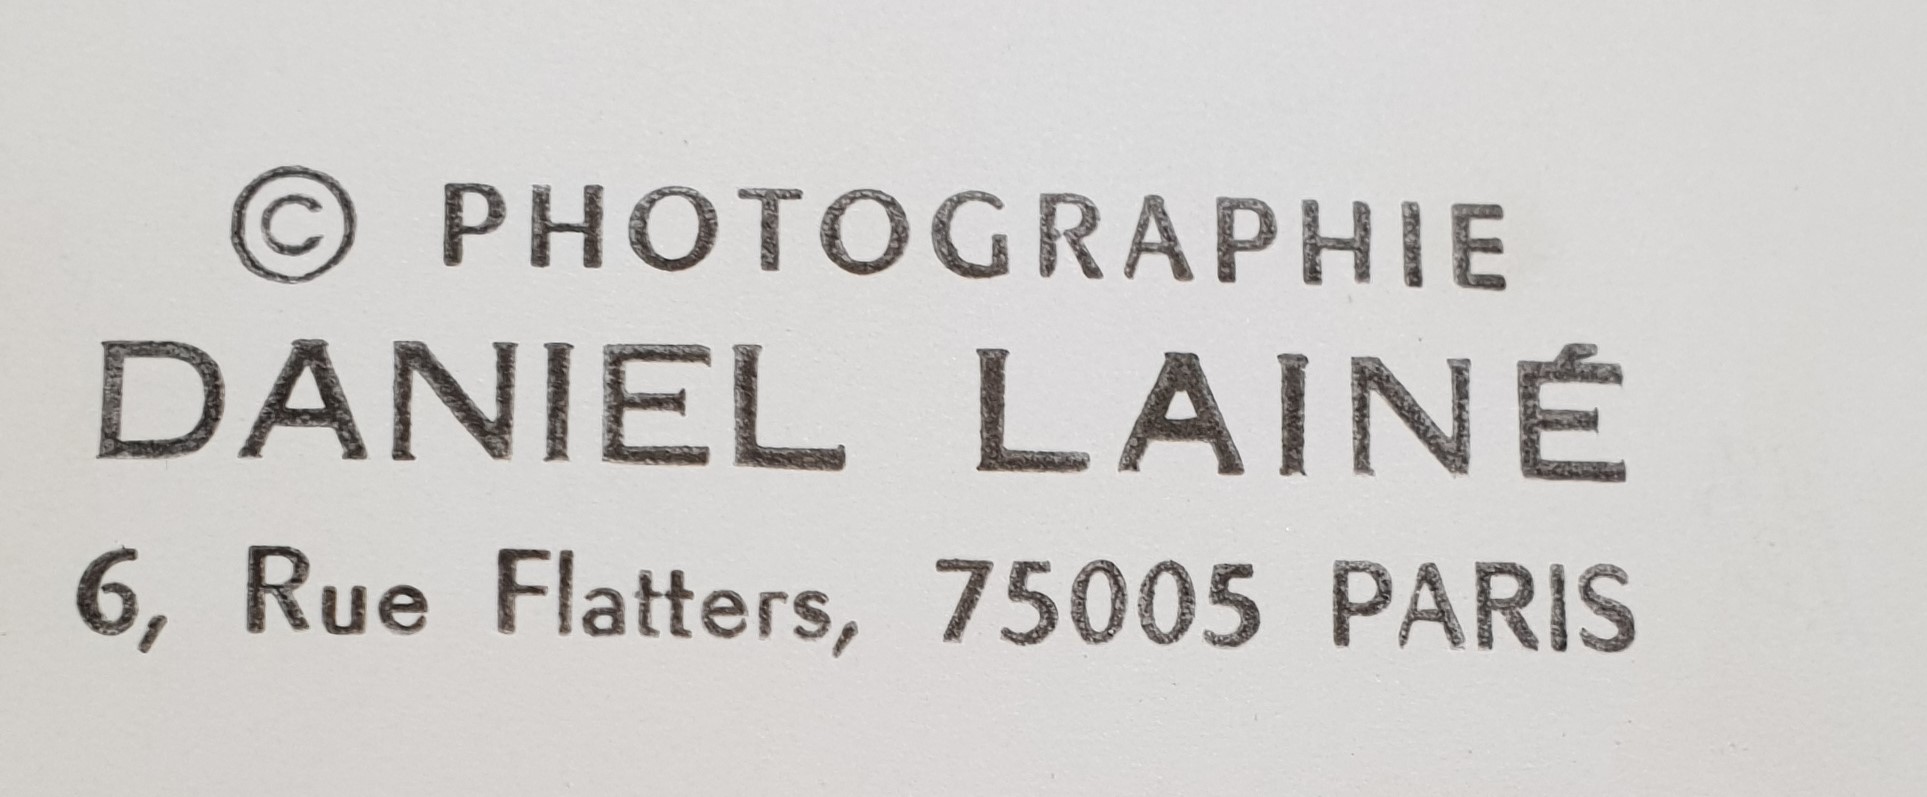 © PHOTOGRAPHIE
DANIEL LAINÉ
6, Rue Flatters, 75005 PARIS